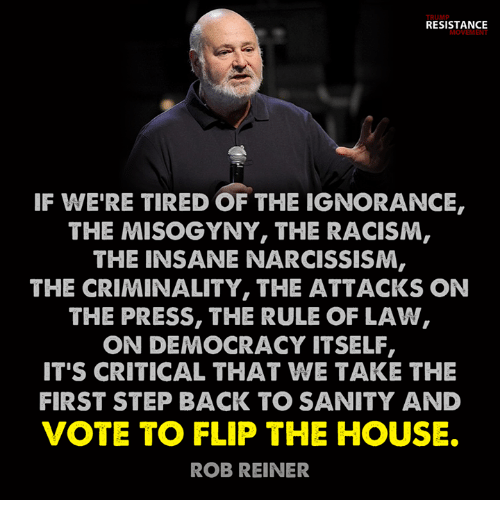 TRUMP
RESISTANCE
MOVEMENT
IF WE'RE TIRED OF THE IGNORANCE,
THE MISOGYNY, THE RACISM,
THE INSANE NARCISSISM,
THE CRIMINALITY, THE ATTACKS ON
THE PRESS, THE RULE OF LAW,
ON DEMOCRACY ITSELF,
IT'S CRITICAL THAT WE TAKE THE
FIRST STEP BACK TO SANITY AND
VOTE TO FLIP THE HOUSE.
ROB REINER